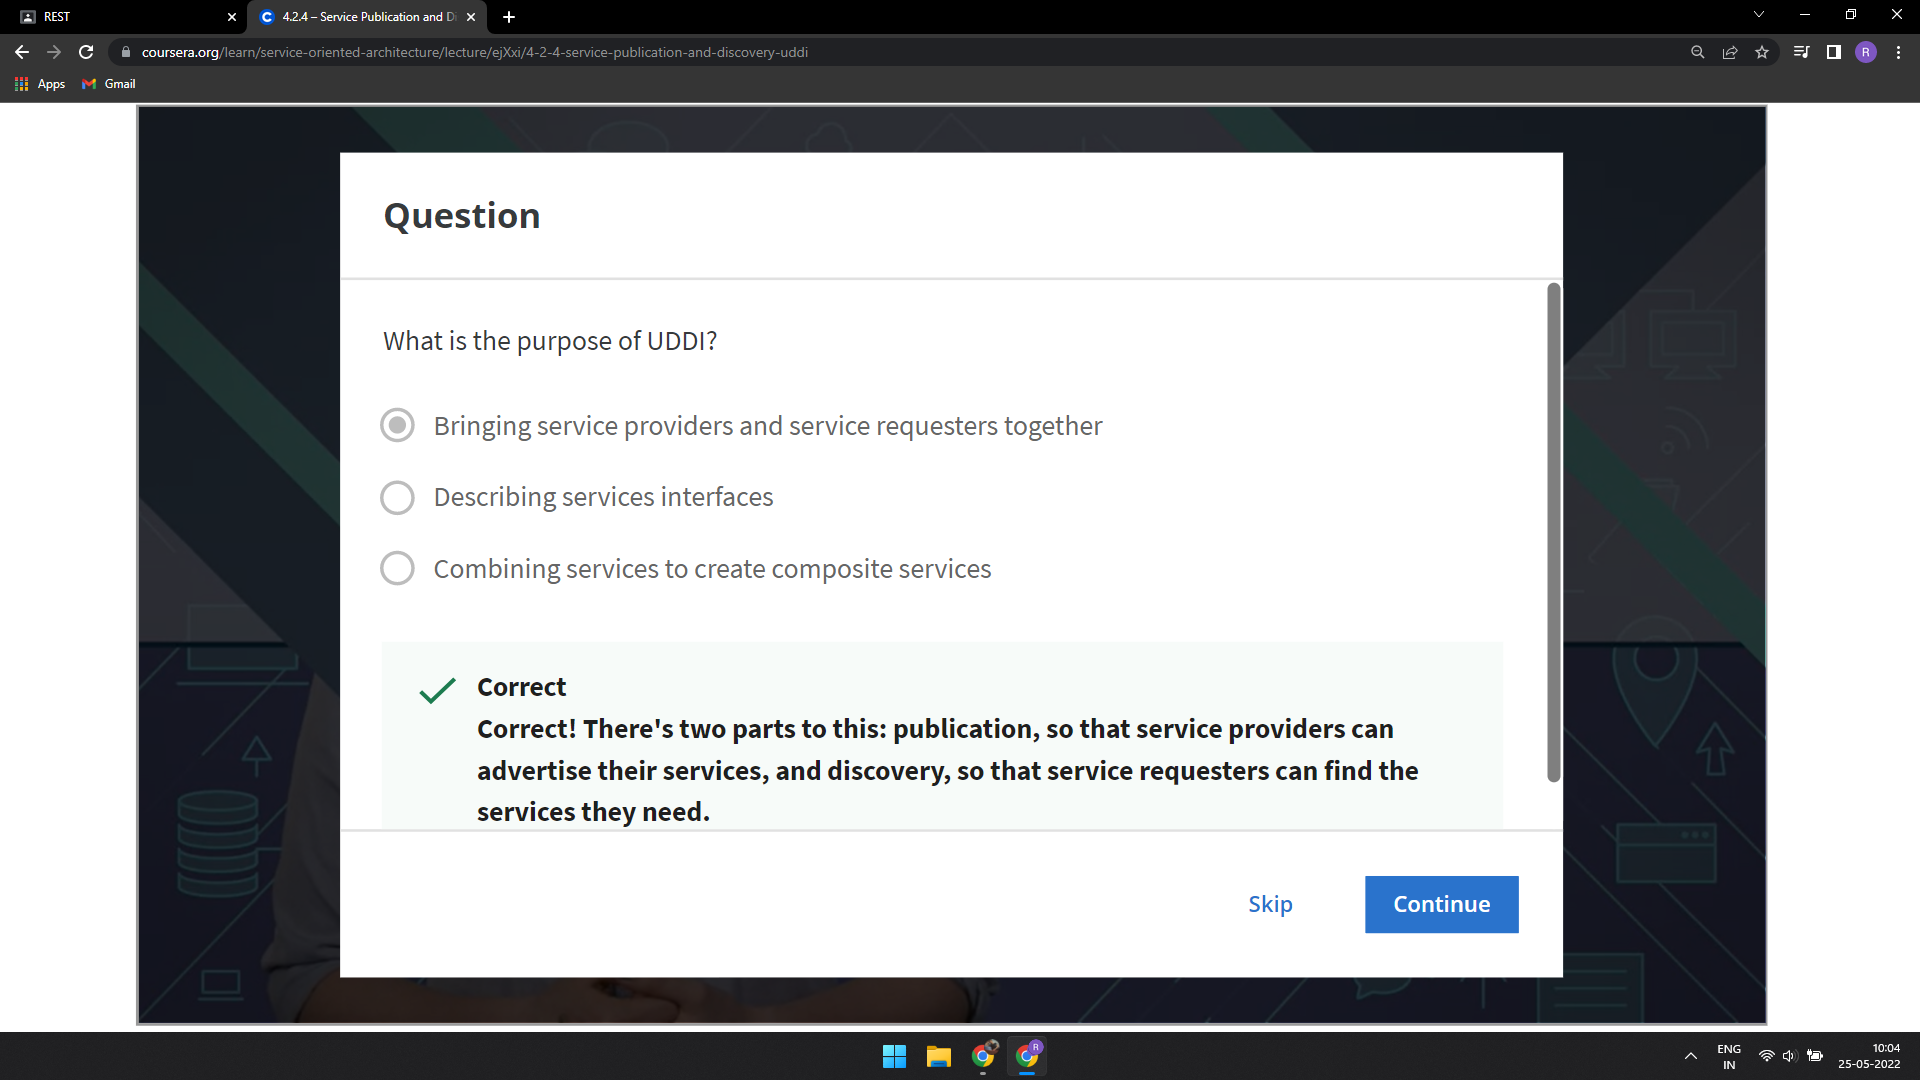 REST
4.2.4 – Service Publication and D
coursera.org/learn/service-oriented-architecture/lecture/ejXxi/4-2-4-service-publication-and-discovery-uddi
R
Apps
Gmail
Question
What is the purpose of UDDI?
Bringing service providers and service requesters together
Describing services interfaces
Combining services to create composite services
Correct
Correct! There's two parts to this: publication, so that service providers can
advertise their services, and discovery, so that service requesters can find the
services they need.
Skip
Continue
R
ENG
IN
10:04
25-05-2022